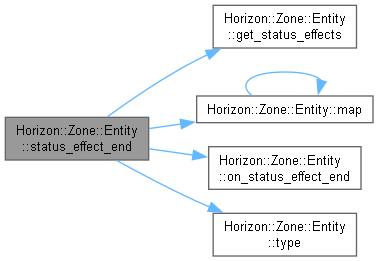 Horizon::Zone::Entity
::status_effect_end
Horizon::Zone::Entity
::get_status_effects
Horizon::Zone::Entity::map
Horizon::Zone::Entity
::on_status_effect_end
Horizon::Zone::Entity
::type